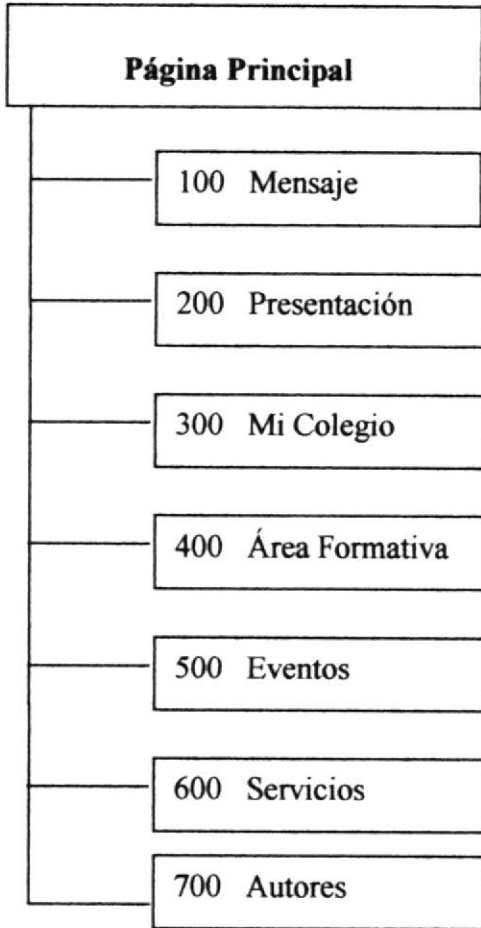 Página Principal
100 Mensaje
200 Presentación
300 Mi Colegio
400 Área Formativa
500 Eventos
600 Servicios
700 Autores